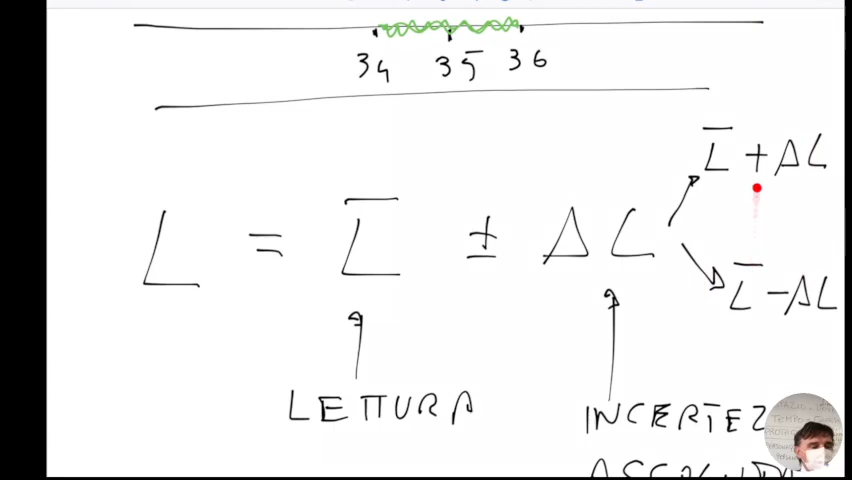 34 35 36
L̅ + ΔL
L = L̅ ± ΔL
L̅ - ΔL
LETTURA
INCERTEZ